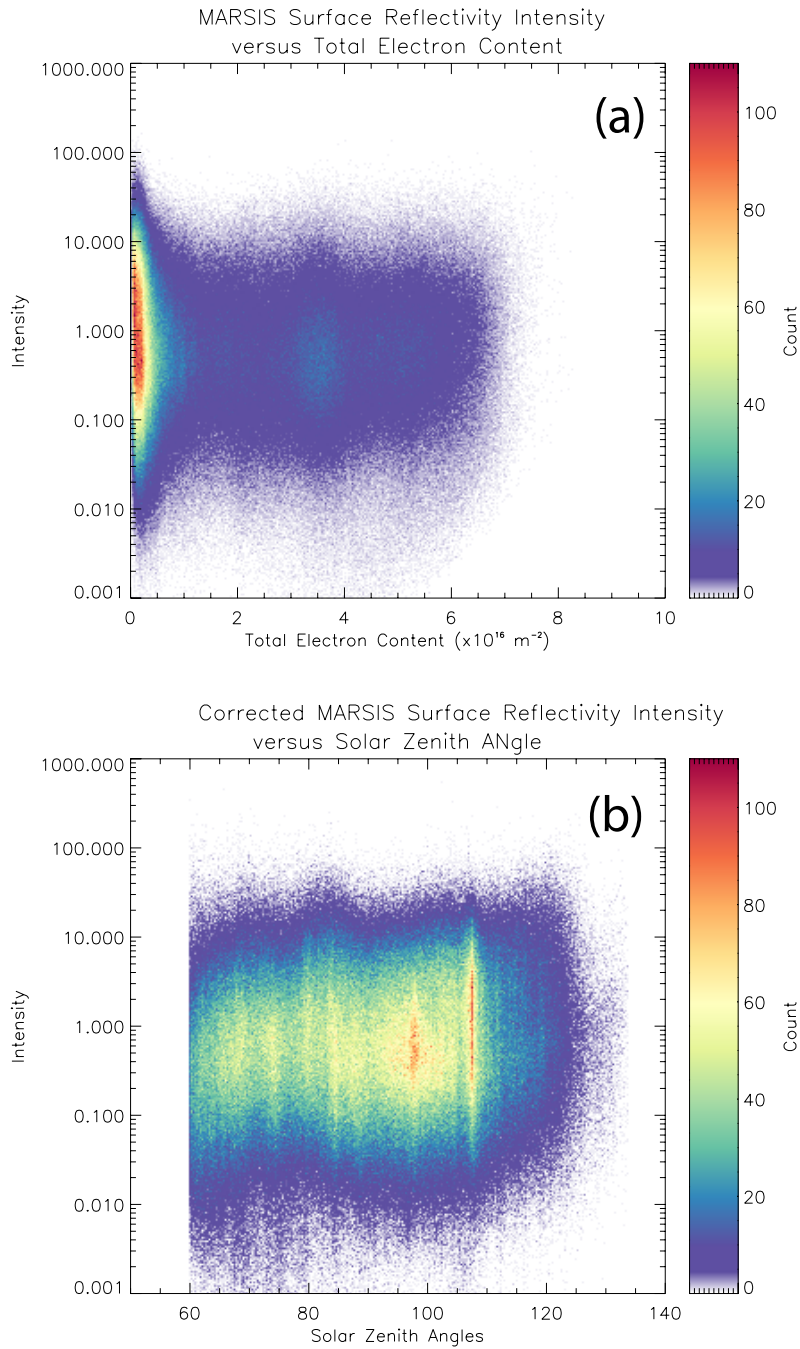 MARSIS Surface Reflectivity Intensity
versus Total Electron Content
(a)
1000.000
100.000
10.000
1.000
0.100
0.010
0.001
Intensity
0 2 4 6 8 10
Total Electron Content (x10¹⁶ m⁻²)
100
80
60
40
20
0
Count
Corrected MARSIS Surface Reflectivity Intensity
versus Solar Zenith ANgle
(b)
1000.000
100.000
10.000
1.000
0.100
0.010
0.001
Intensity
60 80 100 120 140
Solar Zenith Angles
100
80
60
40
20
0
Count